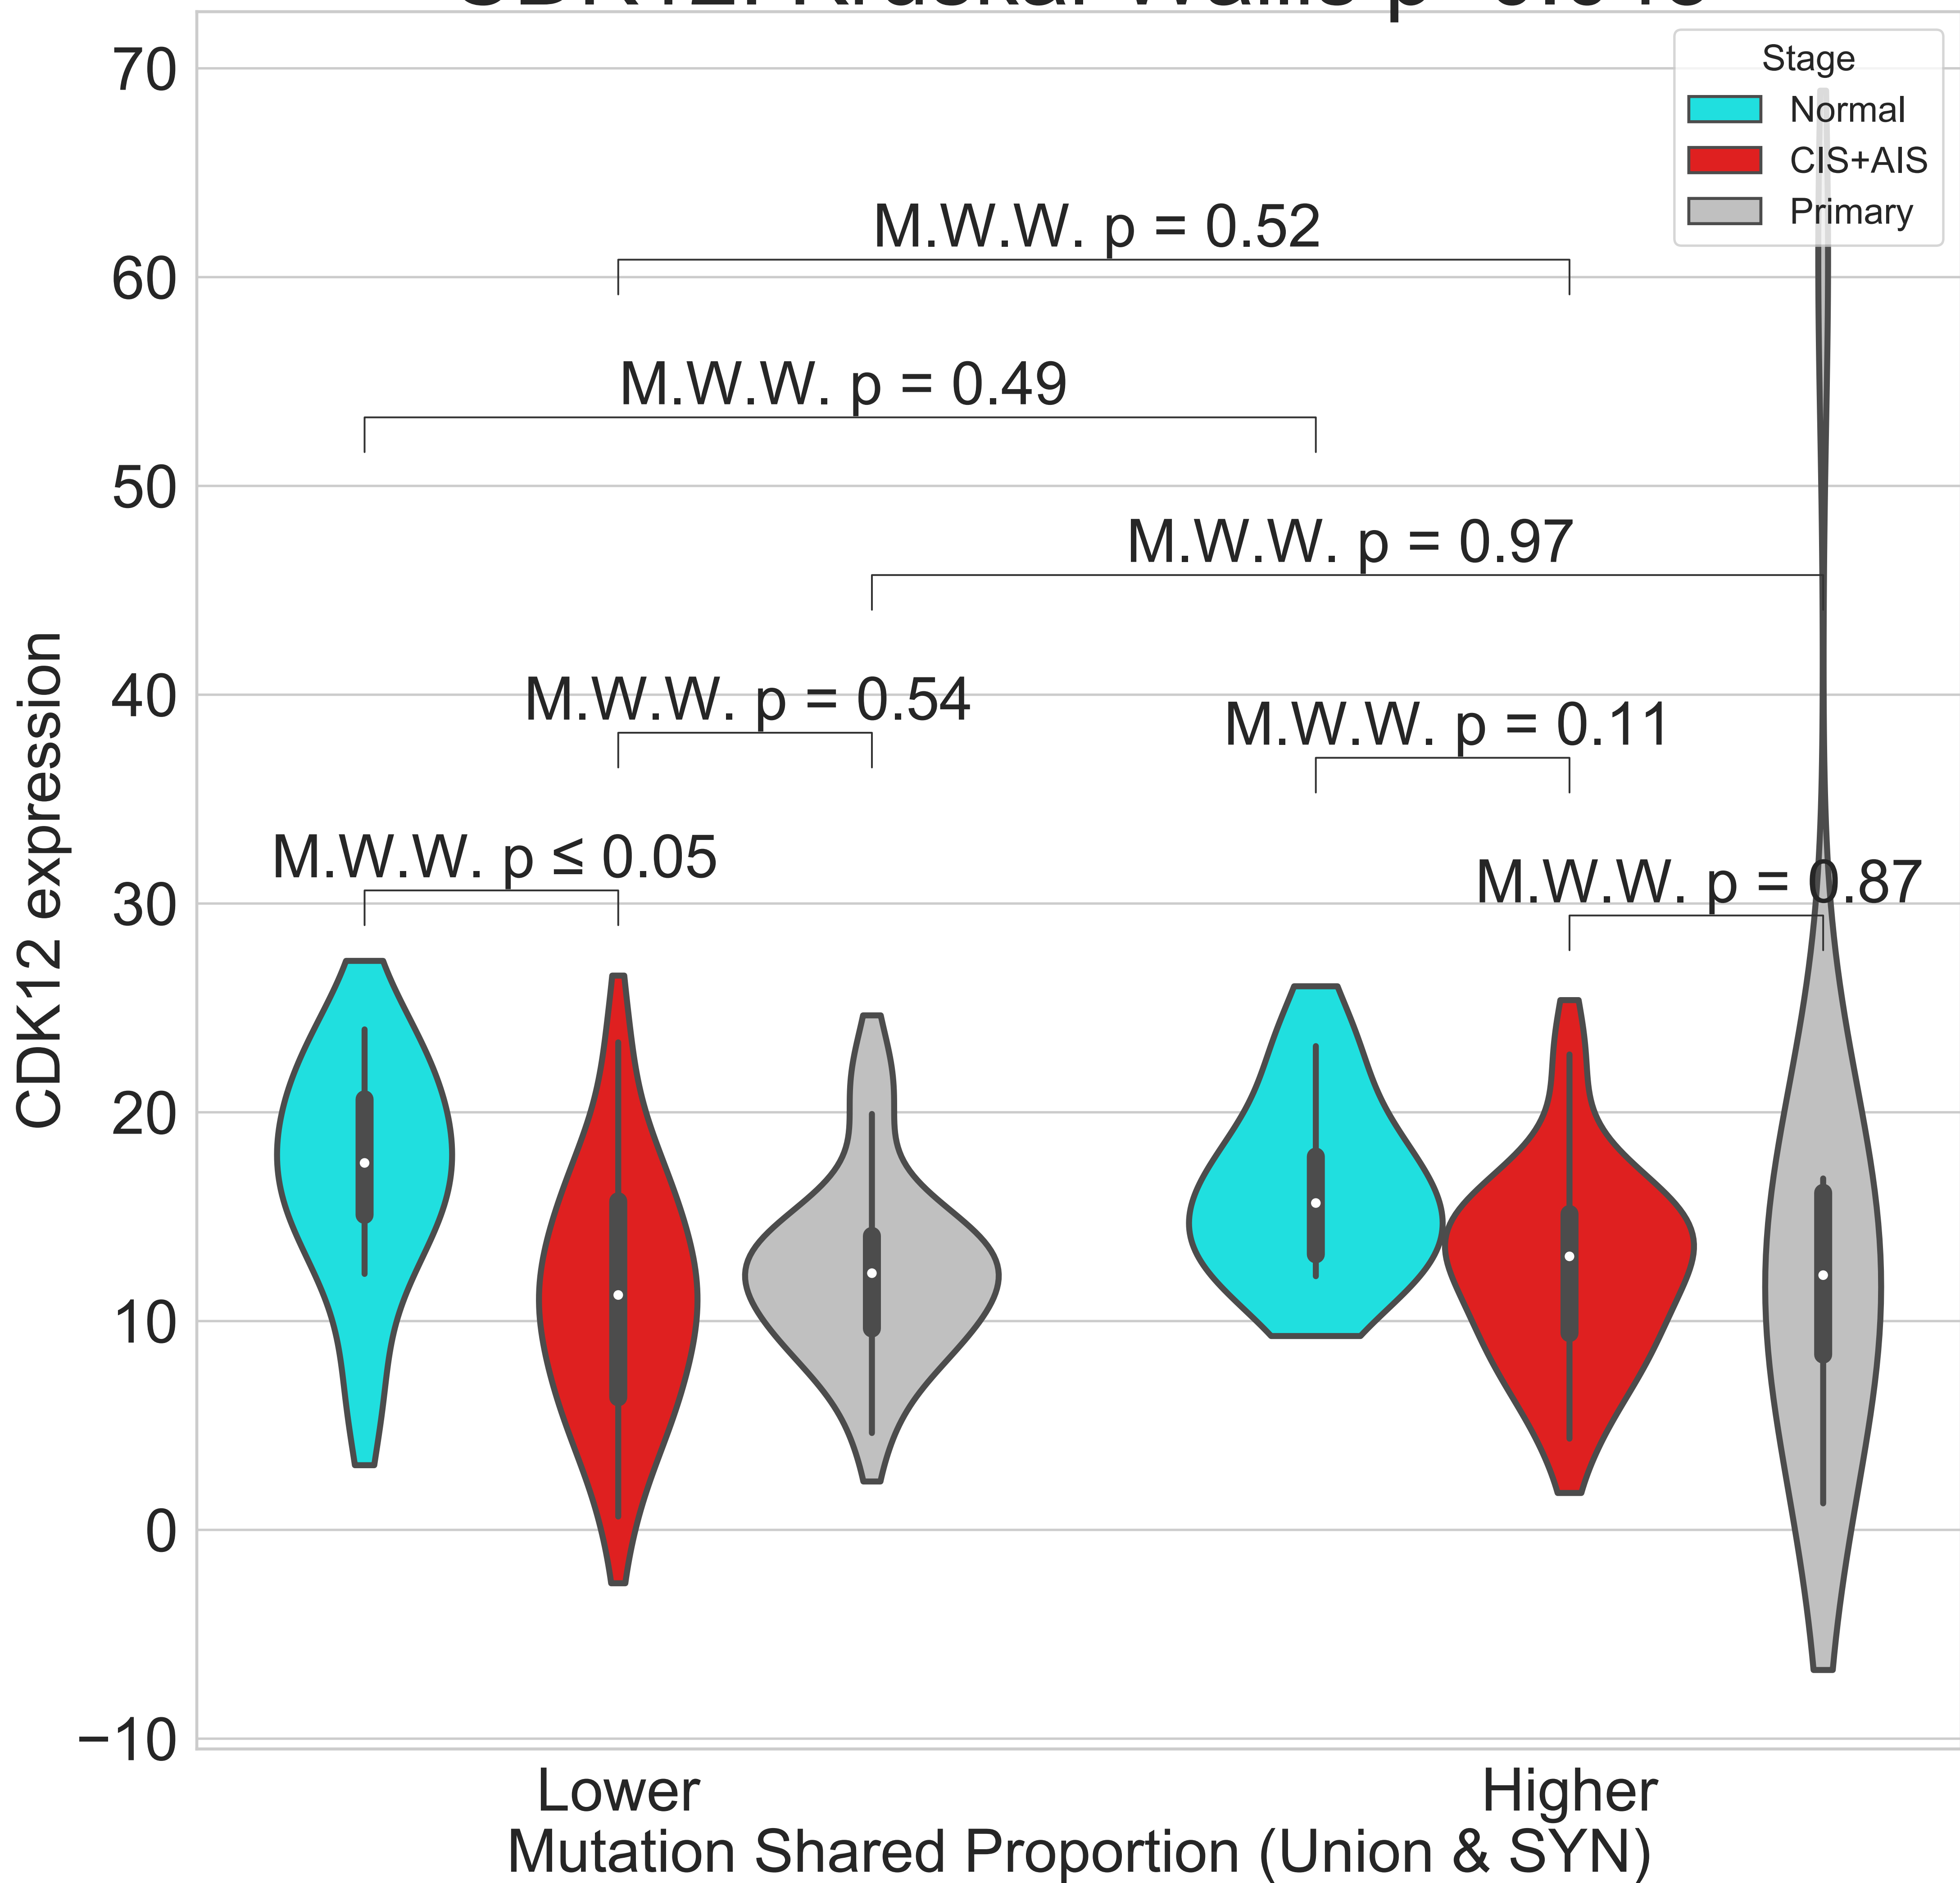 70
60
50
40
30
20
10
0
−10
CDK12 expression
Stage
Normal
CIS+AIS
Primary
M.W.W. p = 0.52
M.W.W. p = 0.49
M.W.W. p = 0.97
M.W.W. p = 0.54
M.W.W. p = 0.11
M.W.W. p ≤ 0.05
M.W.W. p = 0.87
Lower
Higher
Mutation Shared Proportion (Union & SYN)